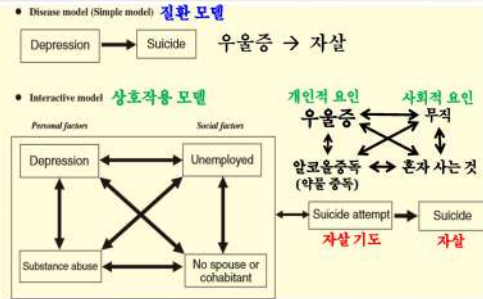 • Disease model (Simple model) 질환 모델
Depression → Suicide 우울증 → 자살
• Interactive model 상호작용 모델
개인적 요인 사회적 요인
우울증 무직
알코올중독 혼자 사는 것
(약물 중독)
Personal factors Social factors
Depression Unemployed
Substance abuse No spouse or
cohabitant
Suicide attempt Suicide
자살 기도 자살